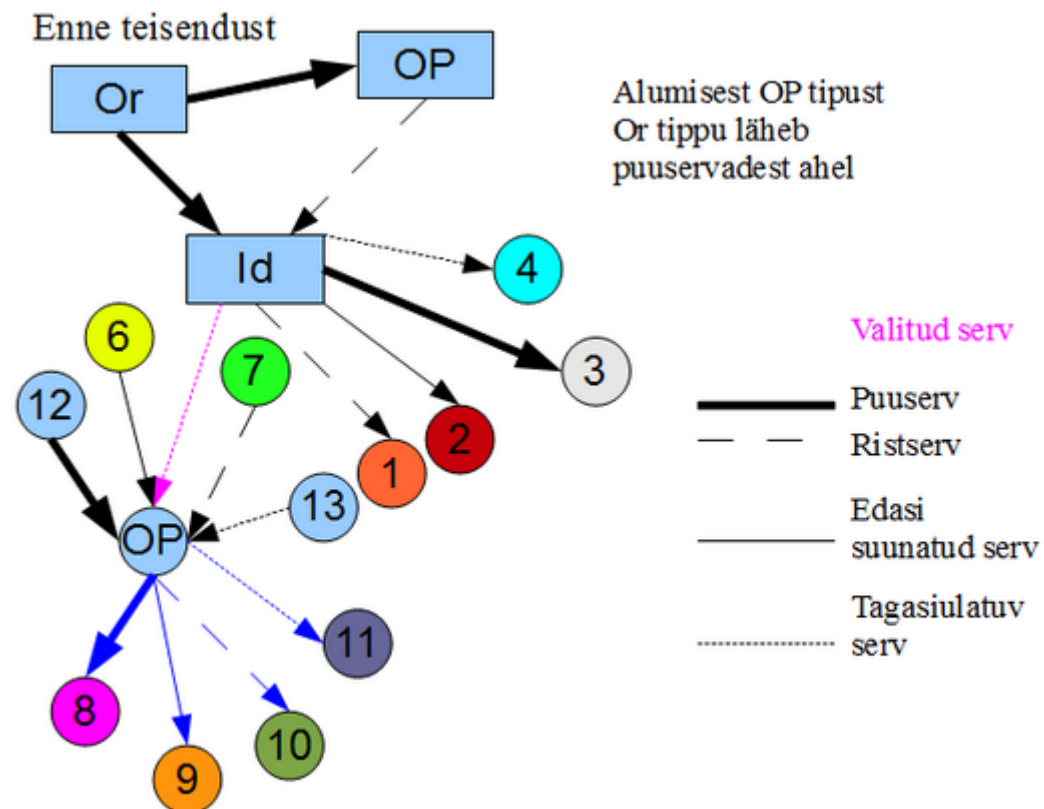 Enne teisendust
Or
OP
Alumisest OP tipust
Or tippu läheb
puuservadest ahel
Id
4
6
7
3
12
2
1
13
OP
11
8
10
9
Valitud serv
Puuserv
Ristserv
Edasi
suunatud serv
Tagasiulatuv
serv